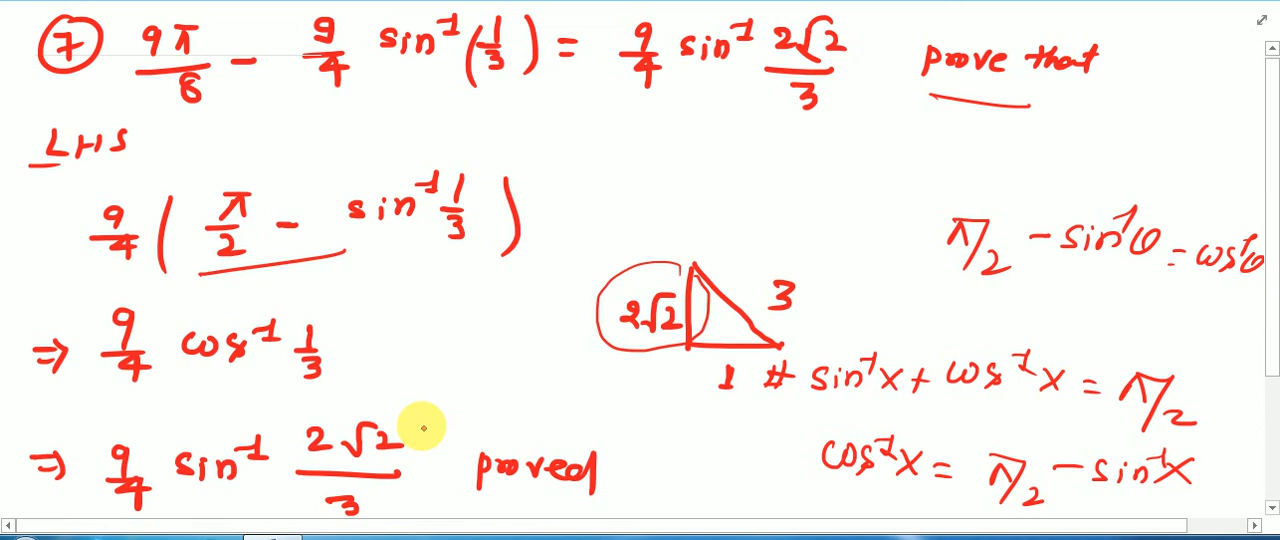 ⑦ 9π/8 - 9/4 sin⁻¹(1/3) = 9/4 sin⁻¹ 2√2/3 prove that
LHS
9/4 ( π/2 - sin⁻¹ 1/3 )
π/2 - sin⁻¹θ = cos⁻¹θ
⇒ 9/4 cos⁻¹ 1/3
2√2 3
1
# sin⁻¹x + cos⁻¹x = π/2
⇒ 9/4 sin⁻¹ 2√2/3 proved
cos⁻¹x = π/2 - sin⁻¹x